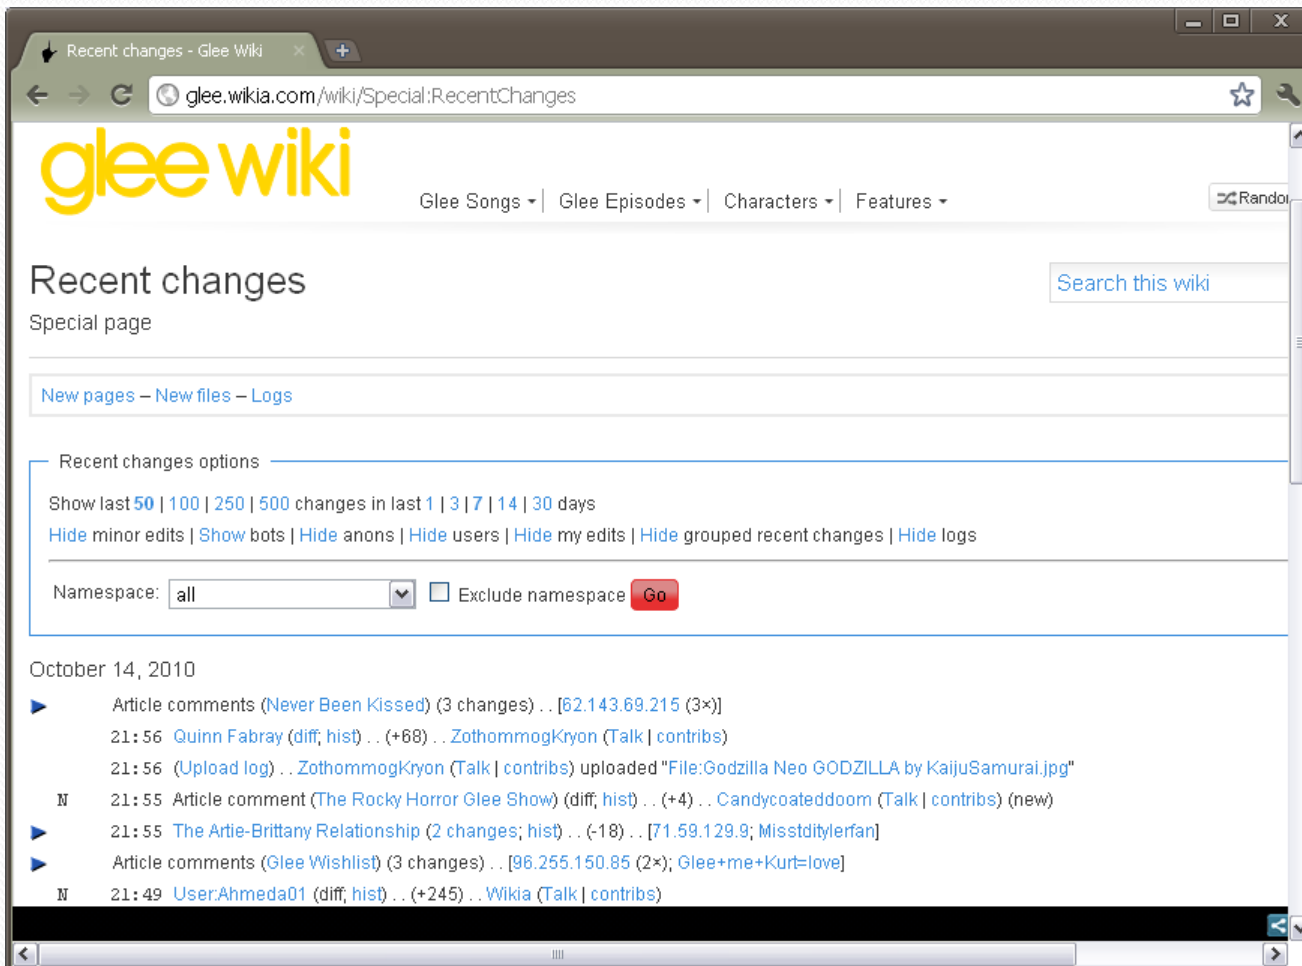 Recent changes - Glee Wiki
glee.wikia.com/wiki/Special:RecentChanges
glee wiki
Glee Songs Glee Episodes Characters Features
Recent changes
Search this wiki
Special page
New pages – New files – Logs
Recent changes options
Show last 50 | 100 | 250 | 500 changes in last 1 | 3 | 7 | 14 | 30 days
Hide minor edits | Show bots | Hide anons | Hide users | Hide my edits | Hide grouped recent changes | Hide logs
Namespace: all Exclude namespace Go
October 14, 2010
Article comments (Never Been Kissed) (3 changes) . . [62.143.69.215 (3×)]
21:56 Quinn Fabray (diff; hist) . . (+68) . . ZothommogKryon (Talk | contribs)
21:56 (Upload log) . . ZothommogKryon (Talk | contribs) uploaded "File:Godzilla Neo GODZILLA by KaijuSamurai.jpg"
N 21:55 Article comment (The Rocky Horror Glee Show) (diff; hist) . . (+4) . . Candycoateddoom (Talk | contribs) (new)
21:55 The Artie-Brittany Relationship (2 changes; hist) . . (-18) . . [71.59.129.9; Misstditylerfan]
Article comments (Glee Wishlist) (3 changes) . . [96.255.150.85 (2×); Glee+me+Kurt=love]
N 21:49 User:Ahmeda01 (diff; hist) . . (+245) . . Wikia (Talk | contribs)